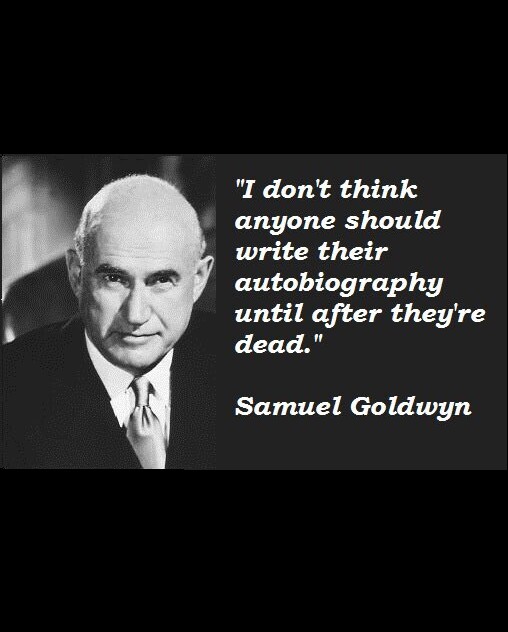 "I don't think
anyone should
write their
autobiography
until after they're
dead."
Samuel Goldwyn